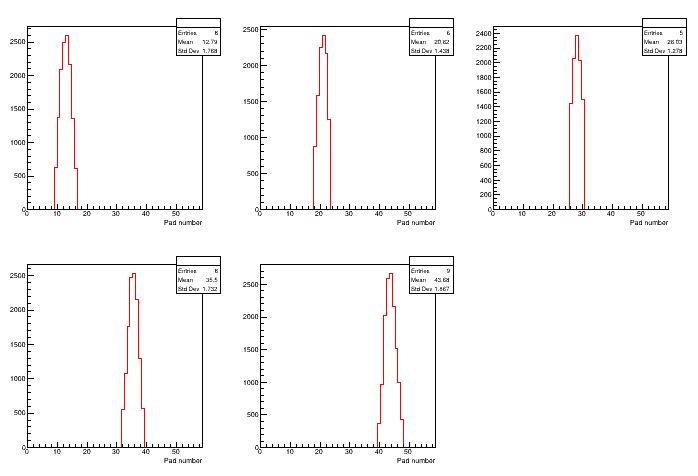 Entries 8
Mean 12.79
Std Dev 1.768
2500
2000
1500
1000
500
0
0 10 20 30 40 50
Pad number
Entries 6
Mean 20.82
Std Dev 1.438
2500
2000
1500
1000
500
0
0 10 20 30 40 50
Pad number
Entries 5
Mean 28.03
Std Dev 1.278
2400
2200
2000
1800
1600
1400
1200
1000
800
600
400
200
0
0 10 20 30 40 50
Pad number
Entries 8
Mean 35.5
Std Dev 1.732
2500
2000
1500
1000
500
0
0 10 20 30 40 50
Pad number
Entries 9
Mean 43.68
Std Dev 1.867
2500
2000
1500
1000
500
0
0 10 20 30 40 50
Pad number